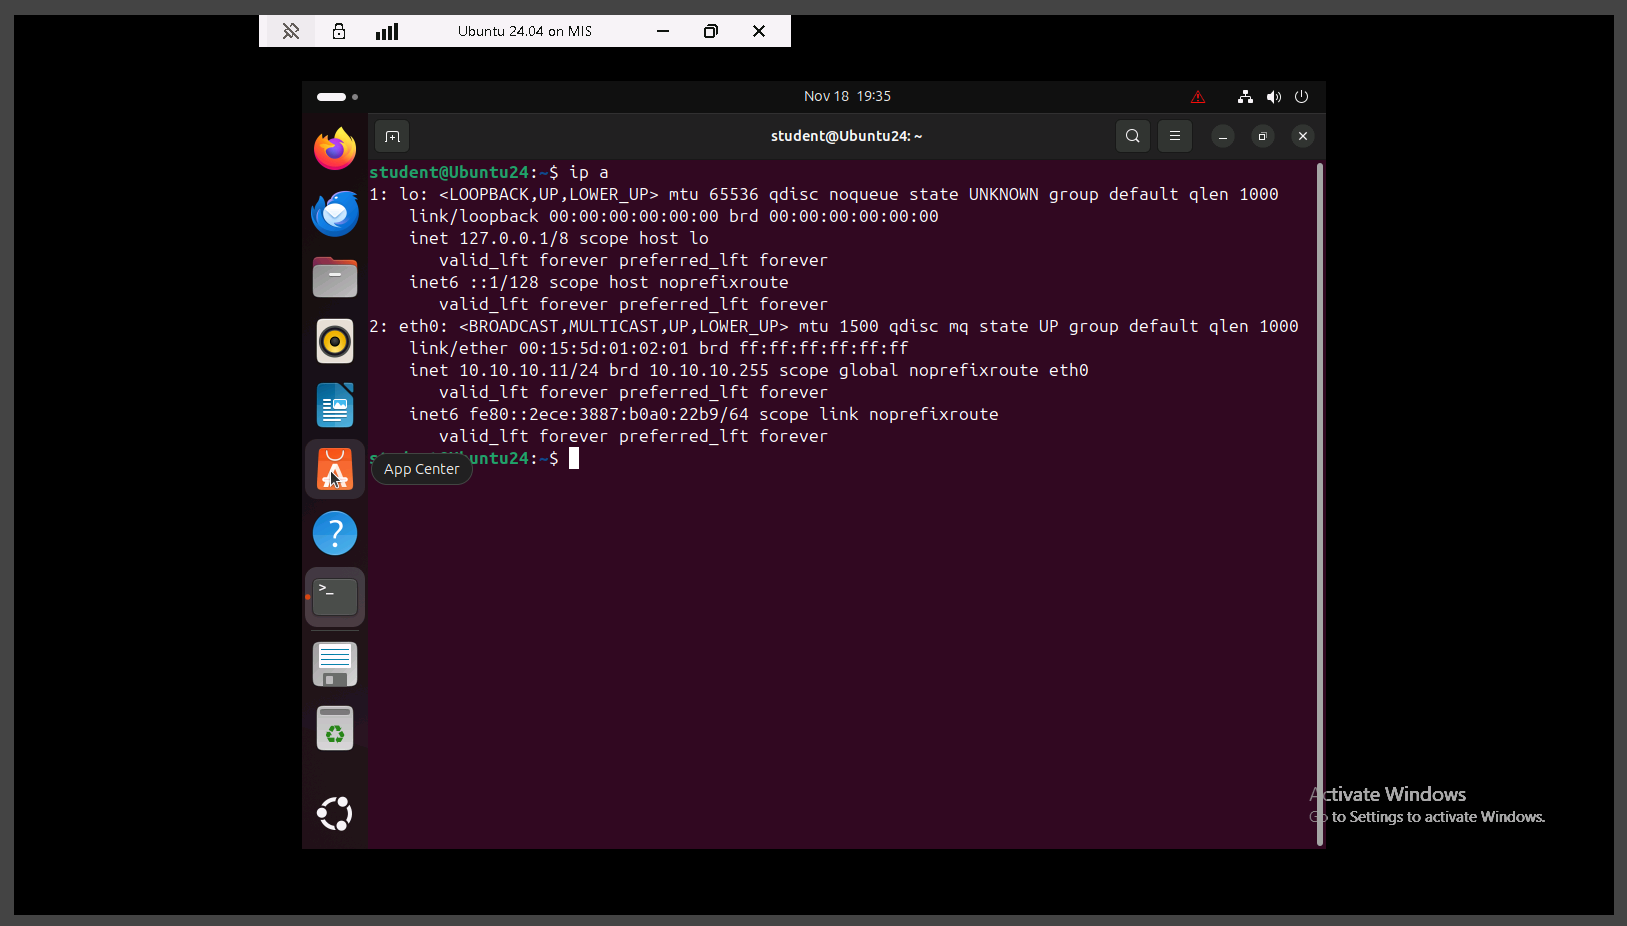 Ubuntu 24.04 on MIS
Nov 18 19:35
student@Ubuntu24: ~
student@Ubuntu24:~$ ip a
1: lo: <LOOPBACK,UP,LOWER_UP> mtu 65536 qdisc noqueue state UNKNOWN group default qlen 1000
    link/loopback 00:00:00:00:00:00 brd 00:00:00:00:00:00
    inet 127.0.0.1/8 scope host lo
       valid_lft forever preferred_lft forever
    inet6 ::1/128 scope host noprefixroute
       valid_lft forever preferred_lft forever
2: eth0: <BROADCAST,MULTICAST,UP,LOWER_UP> mtu 1500 qdisc mq state UP group default qlen 1000
    link/ether 00:15:5d:01:02:01 brd ff:ff:ff:ff:ff:ff
    inet 10.10.10.11/24 brd 10.10.10.255 scope global noprefixroute eth0
       valid_lft forever preferred_lft forever
    inet6 fe80::2ece:3887:b0a0:22b9/64 scope link noprefixroute
       valid_lft forever preferred_lft forever
student@Ubuntu24:~$
App Center
Activate Windows
Go to Settings to activate Windows.